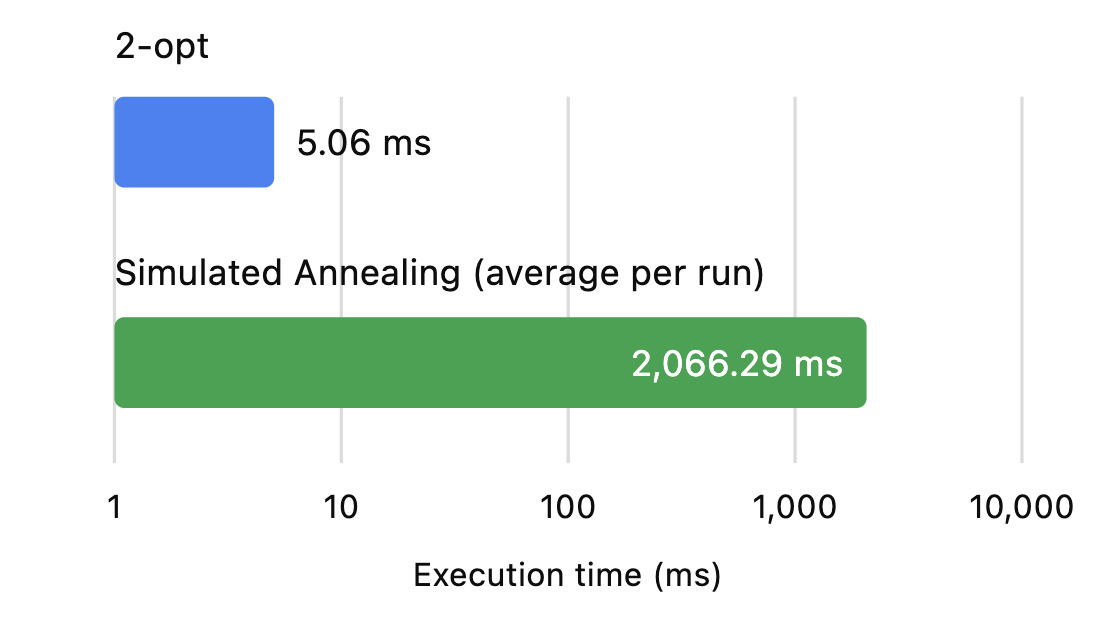 2-opt
5.06 ms
Simulated Annealing (average per run)
2,066.29 ms
1 10 100 1,000 10,000
Execution time (ms)